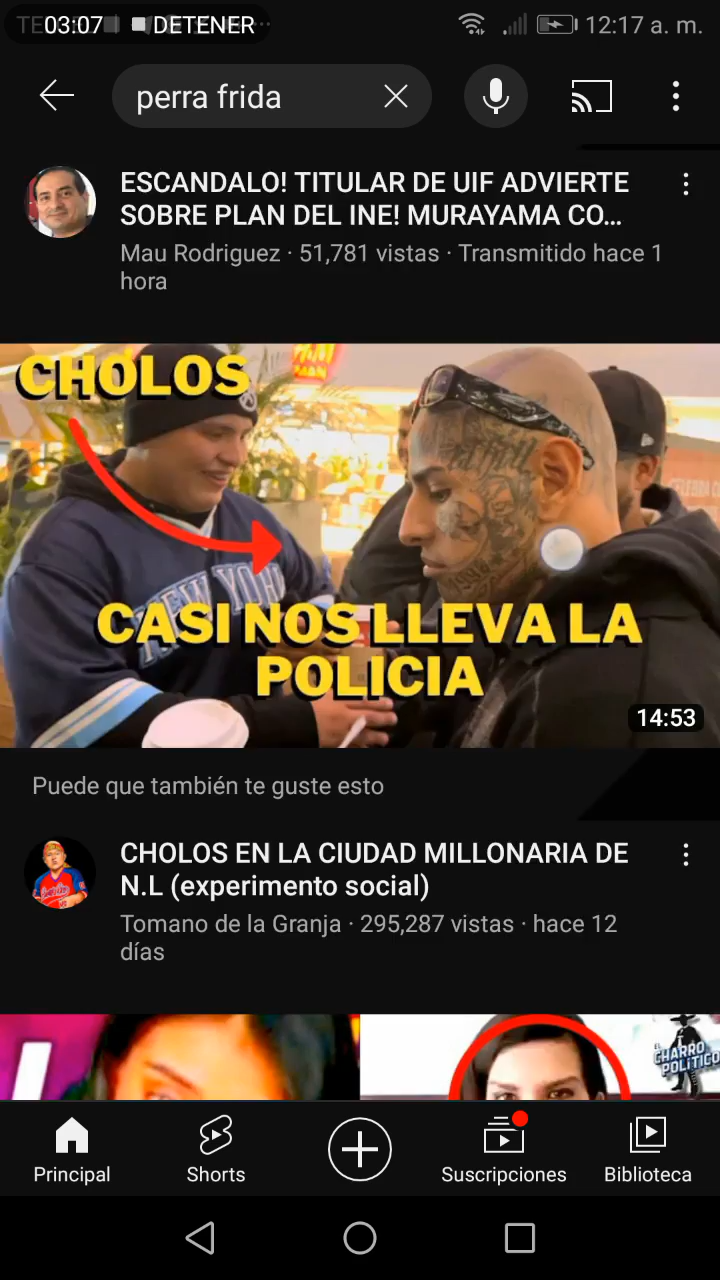 03:07
DETENER
12:17 a. m.
perra frida
ESCANDALO! TITULAR DE UIF ADVIERTE
SOBRE PLAN DEL INE! MURAYAMA CO...
Mau Rodriguez · 51,781 vistas · Transmitido hace 1
hora
CHOLOS
NEW YORK
CASI NOS LLEVA LA
POLICIA
14:53
Puede que también te guste esto
CHOLOS EN LA CIUDAD MILLONARIA DE
N.L (experimento social)
Tomano de la Granja · 295,287 vistas · hace 12
días
CHARRO
POLÍTICO
Principal
Shorts
Suscripciones
Biblioteca